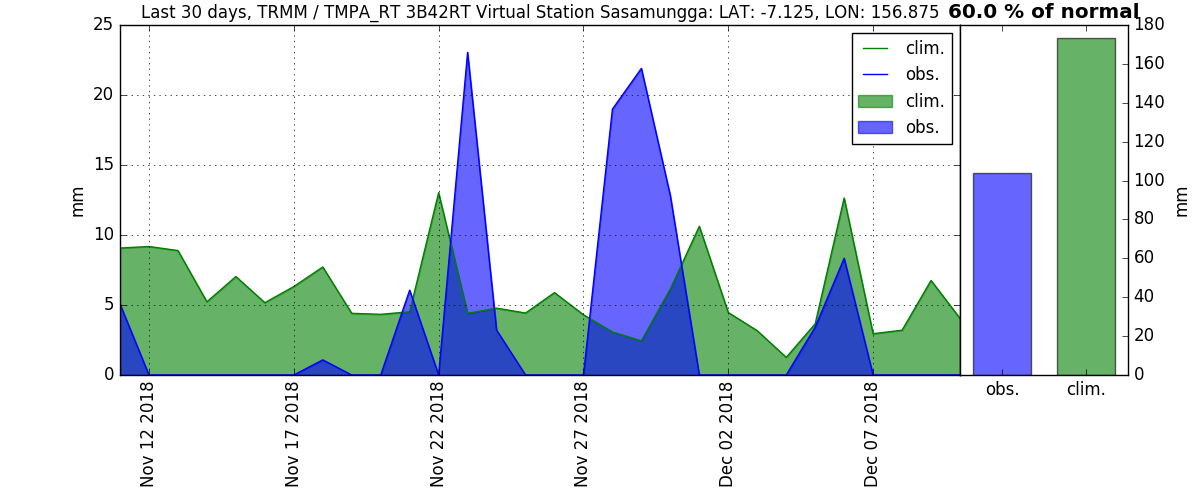 Last 30 days, TRMM / TMPA_RT 3B42RT Virtual Station Sasamungga: LAT: -7.125, LON: 156.875
60.0 % of normal
25
20
15
10
5
0
mm
clim.
obs.
clim.
obs.
Nov 12 2018
Nov 17 2018
Nov 22 2018
Nov 27 2018
Dec 02 2018
Dec 07 2018
180
160
140
120
100
80
60
40
20
0
mm
obs.
clim.